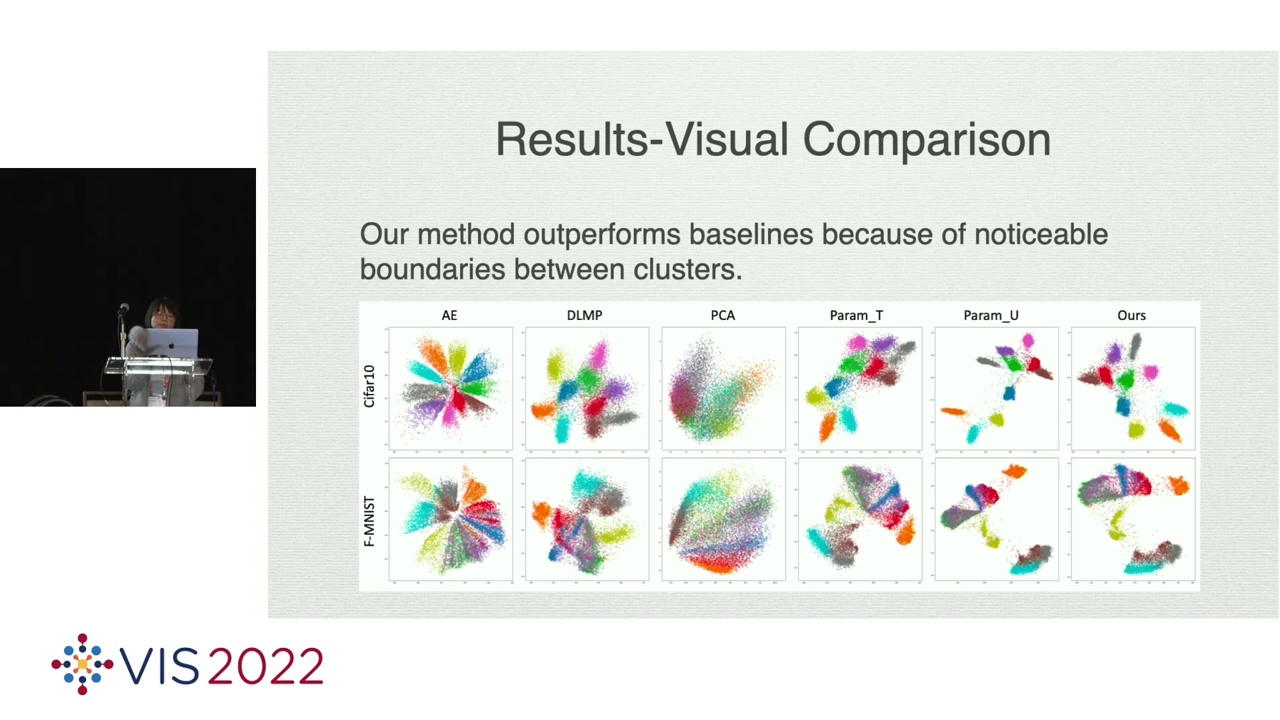 Results-Visual Comparison
Our method outperforms baselines because of noticeable
boundaries between clusters.
AE DLMP PCA Param_T Param_U Ours
Cifar10
F-MNIST
VIS2022